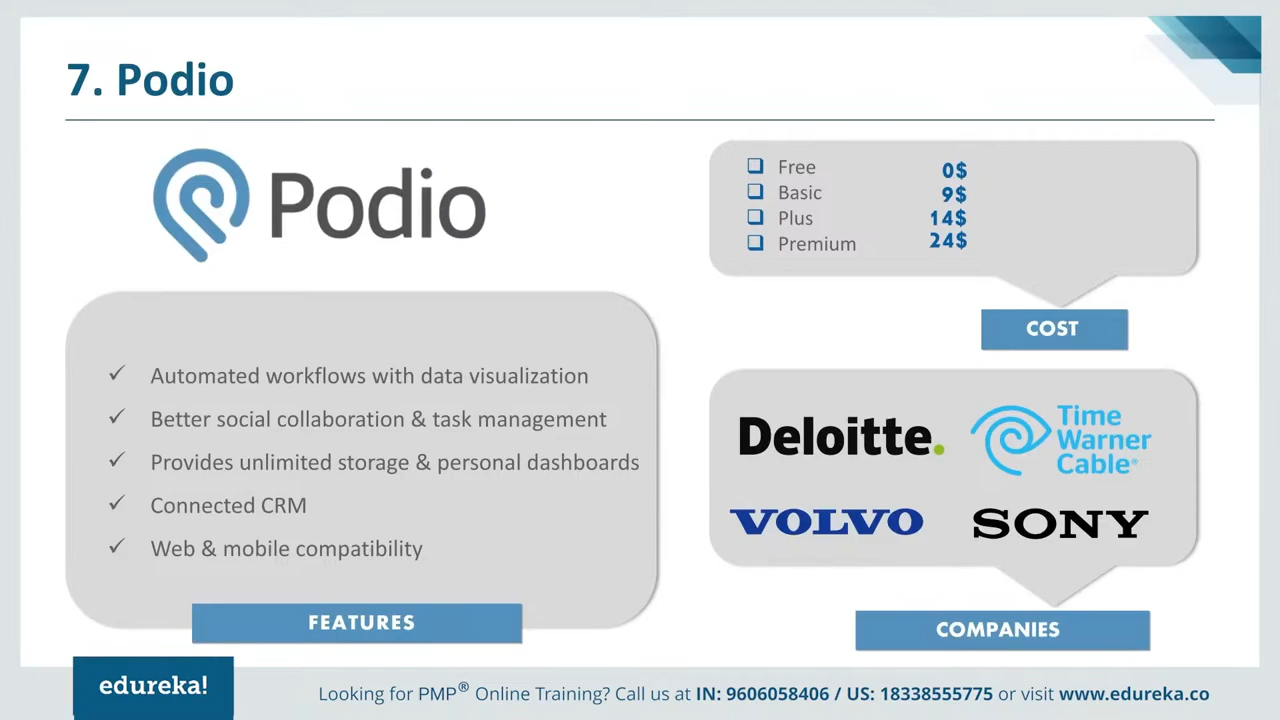 7. Podio
Podio
Free 0$
Basic 9$
Plus 14$
Premium 24$
COST
Automated workflows with data visualization
Better social collaboration & task management
Provides unlimited storage & personal dashboards
Connected CRM
Web & mobile compatibility
FEATURES
Deloitte.
Time
Warner
Cable®
VOLVO
SONY
COMPANIES
edureka!
Looking for PMP® Online Training? Call us at IN: 9606058406 / US: 18338555775 or visit www.edureka.co